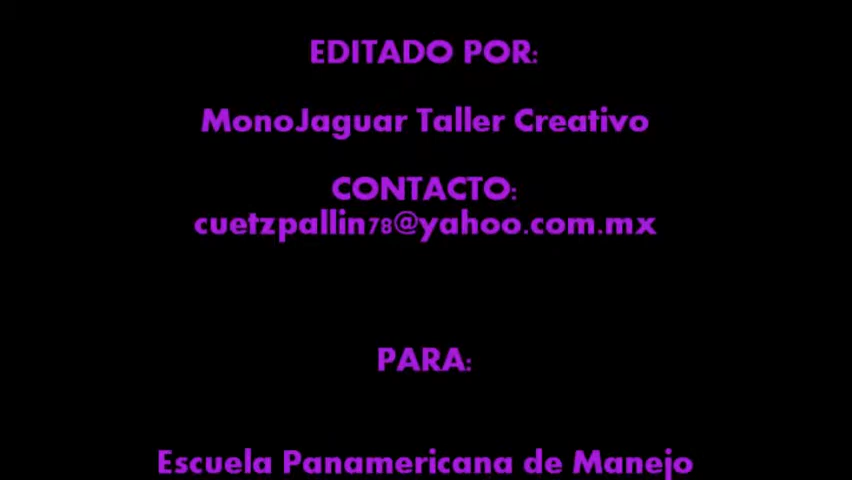 EDITADO POR:
MonoJaguar Taller Creativo
CONTACTO:
cuetzpallin78@yahoo.com.mx
PARA:
Escuela Panamericana de Manejo